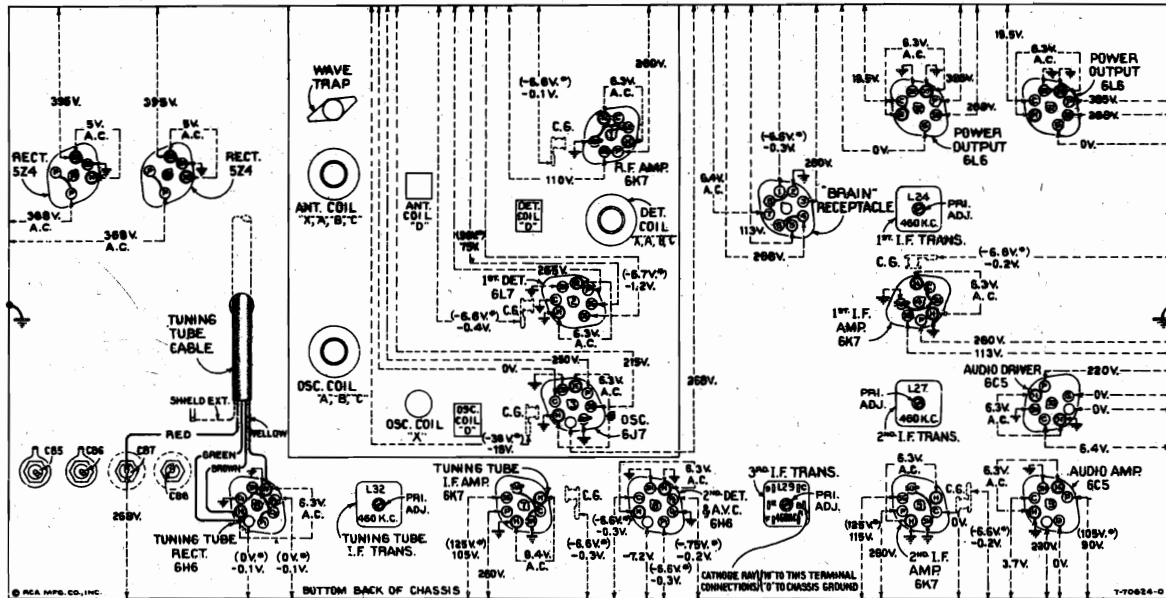 395V.
395V.
5V.
A.C.
5V.
A.C.
RECT.
5Z4
RECT.
5Z4
368V.
A.C.
368V.
A.C.
WAVE
TRAP
ANT. COIL
"X, A, B, C"
ANT.
COIL
"D"
DET.
COIL
"D"
DET.
COIL
(-6.6V.*)
-0.1V.
6.3V.
A.C.
260V.
C.G.
R.F. AMP.
6K7
110V.
75V.
265V.
1ST. DET.
6L7
C.G.
(-6.7V.*)
-1.2V.
(-6.6V.*)
-0.4V.
6.3V.
A.C.
TUNING
TUBE
CABLE
SHIELD EXT.
RED
YELLOW
GREEN
BROWN
C85
C86
C87
C88
268V.
OSC. COIL
"A, B, C"
OSC. COIL
"X"
OSC.
COIL
"D"
0V.
250V.
215V.
6.3V.
A.C.
C.G.
OSC.
6J7
(-36V.*)
-15V.
268V.
(-6.6V.*)
-0.3V.
260V.
6.4V.
A.C.
113V.
268V.
"BRAIN"
RECEPTACLE
19.5V.
6.3V.
A.C.
385V.
268V.
0V.
POWER
OUTPUT
6L6
19.5V.
6.3V.
A.C.
POWER
OUTPUT
6L6
385V.
268V.
0V.
L24
460 K.C.
PRI.
ADJ.
1ST. I.F. TRANS.
C.G.
(-6.6V.*)
-0.2V.
6.3V.
A.C.
1ST. I.F.
AMP.
6K7
260V.
113V.
AUDIO DRIVER
6C5
220V.
0V.
0V.
6.3V.
A.C.
6.4V.
PRI.
ADJ.
L27
460 K.C.
2ND. I.F. TRANS.
TUNING TUBE
RECT.
6H6
6.3V.
A.C.
(0V.*)
-0.1V.
(0V.*)
-0.1V.
L32
460 K.C.
PRI.
ADJ.
TUNING TUBE
I.F. TRANS.
TUNING TUBE
I.F. AMP.
6K7
C.G.
(125V.*)
105V.
260V.
6.4V.
A.C.
(-6.6V.*)
-0.3V.
(-6.6V.*)
-0.3V.
-7.2V.
6.3V.
A.C.
2ND. DET.
& A.V.C.
6H6
(-.75V.*)
-0.2V.
(-6.6V.*)
-0.3V.
3RD I.F. TRANS.
L29
460 K.C.
PRI.
ADJ.
CATHODE RAY "N" TO THIS TERMINAL
CONNECTIONS "O" TO CHASSIS GROUND
6.3V.
A.C.
C.G.
0V.
(125V.*)
115V.
260V.
2ND. I.F.
AMP.
6K7
(-6.6V.*)
-0.2V.
6.3V.
A.C.
AUDIO AMP.
6C5
3.7V.
230V.
0V.
(105V.*)
90V.
© RCA MFG. CO., INC.
BOTTOM BACK OF CHASSIS
T-70624-0